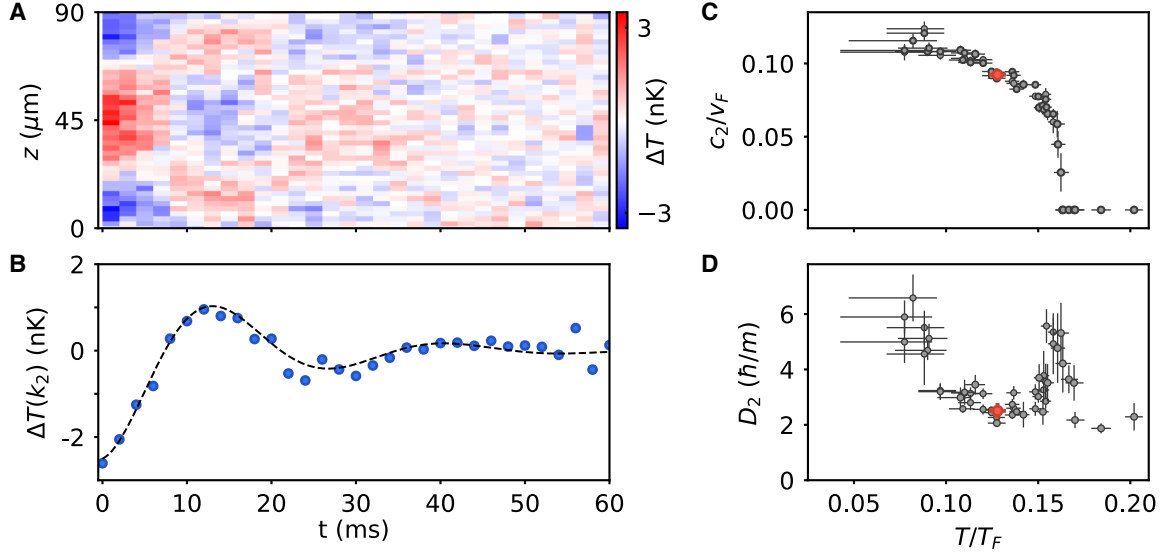 A
90
45
0
z (μm)
3
−3
ΔT (nK)
B
2
0
-2
ΔT(k₂) (nK)
0
10
20
30
40
50
60
t (ms)
C
0.10
0.05
0.00
c₂/v_F
D
6
4
2
0
D₂ (ℏ/m)
0.05
0.10
0.15
0.20
T/T_F